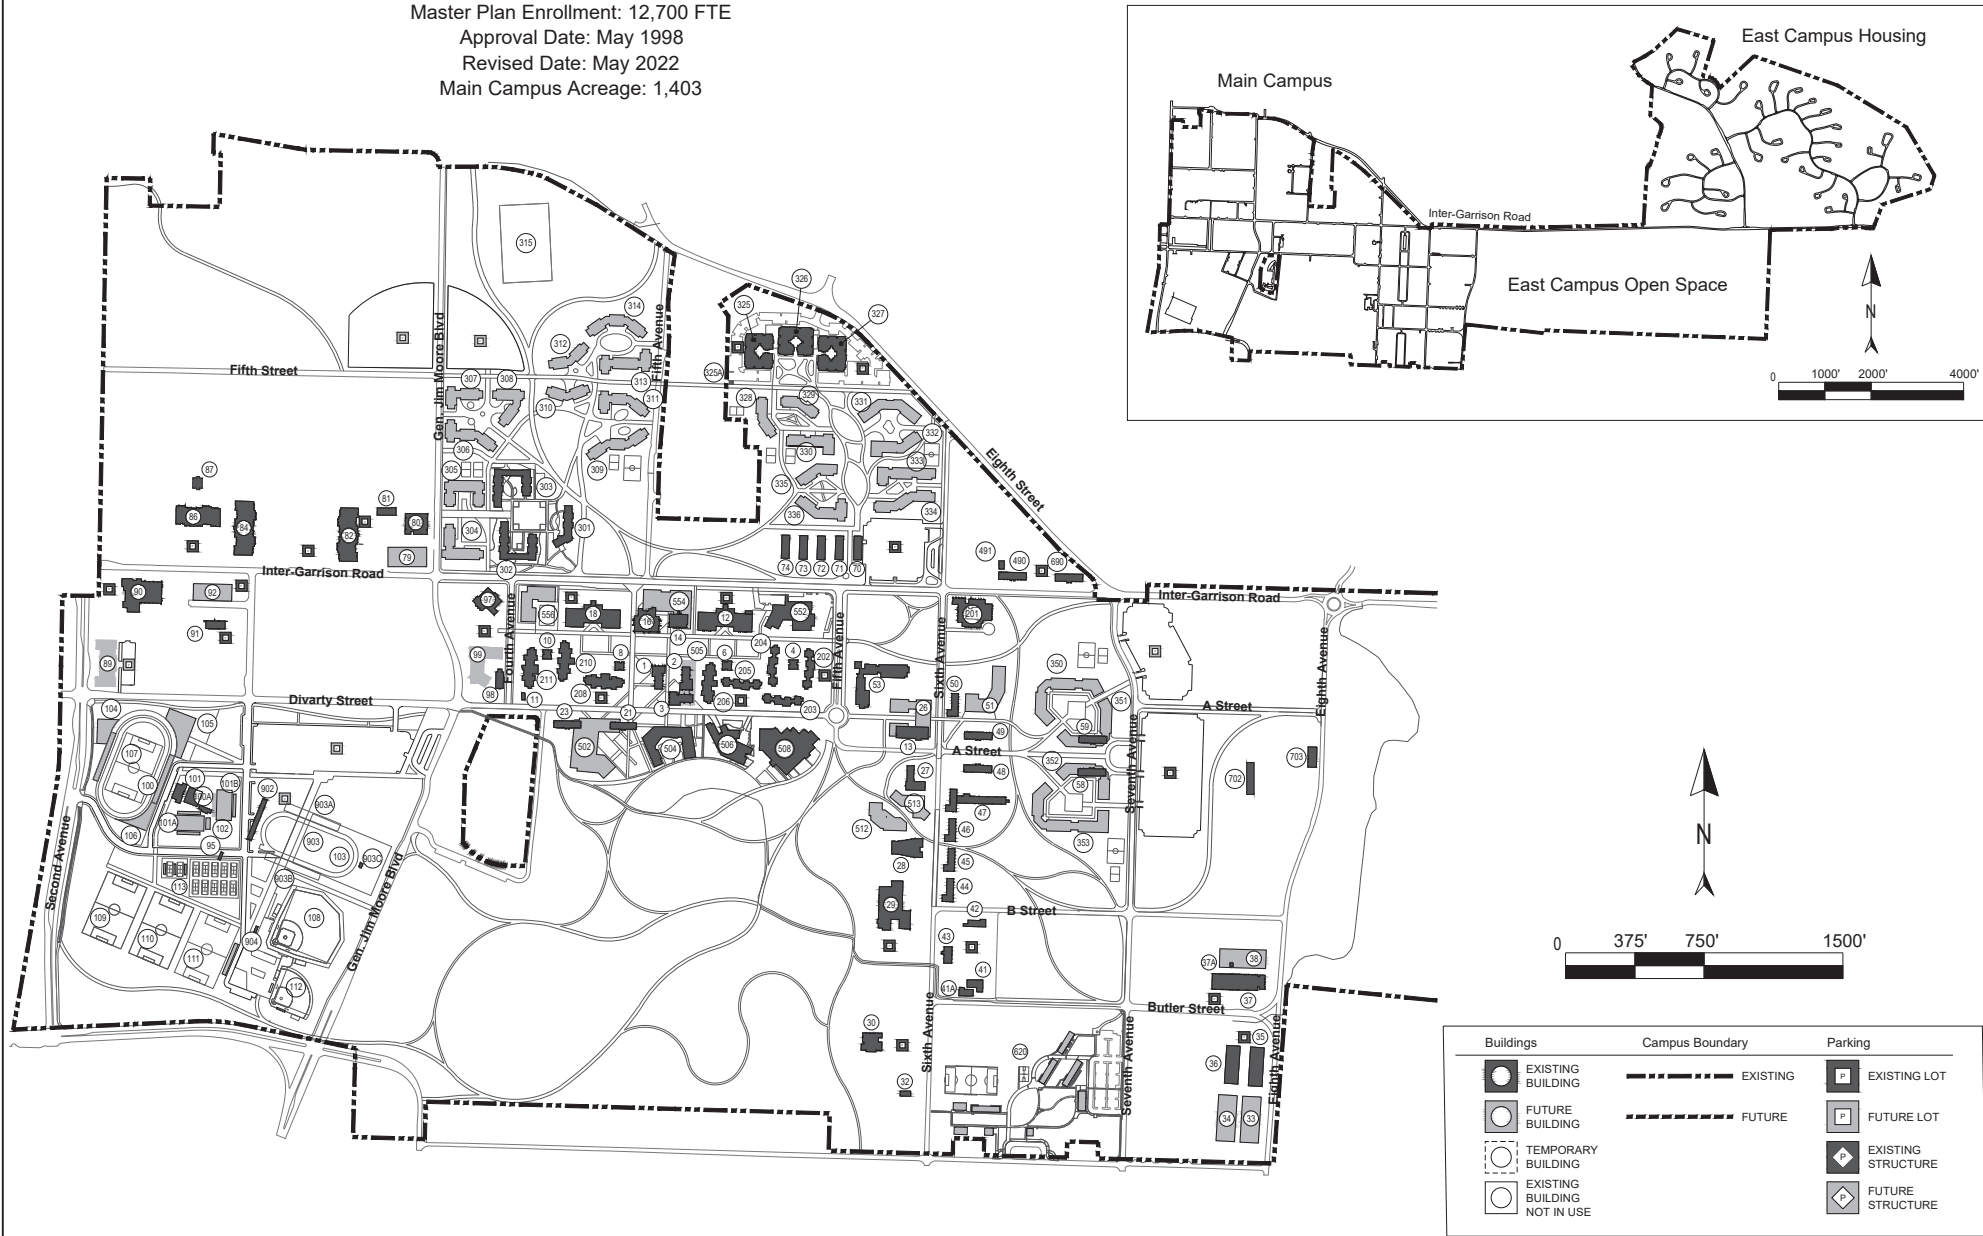 Master Plan Enrollment: 12,700 FTE
Approval Date: May 1998
Revised Date: May 2022
Main Campus Acreage: 1,403
East Campus Housing
Main Campus
Inter-Garrison Road
East Campus Open Space
N
0 1000' 2000' 4000'
315
326
325
327
314
312
Gen. Jim Moore Blvd
Fifth Avenue
Fifth Street
325A
313
307 308
328 329 331
310 311
332
306
309
330
333
305
Eighth Street
87
303
335
81
336 334
86 84 82 80
304
301
79
491 490 690
74 73 72 71 70
302
Inter-Garrison Road
Inter-Garrison Road
90 92
97
556 18 554 12 552
16
201
91
14
Fourth Avenue
10 8 1 2 505 6 204 4 202
Fifth Avenue
Sixth Avenue
Eighth Avenue
99
89
210
205
350
211
53
98
208
206
50
51
351
Divarty Street
11
3
203
26
A Street
104 105
23 21
59
107
502 504 506 508
13
49
A Street
703
352
101 101B
100
100A
902
27
48
702
58
Seventh Avenue
903A
513
47
101A
102
106
512
46
95
903
103
903C
353
Second Avenue
28
45
113
903B
44
109
108
29
42
B Street
110
904
43
111
Gen. Jim Moore Blvd
37A 38
41
112
41A
37
Butler Street
30
35
Sixth Avenue
620
Seventh Avenue
36
Eighth Avenue
32
34 33
N
0 375' 750' 1500'
Buildings Campus Boundary Parking
EXISTING
BUILDING
EXISTING
P
EXISTING LOT
FUTURE
BUILDING
FUTURE
P
FUTURE LOT
TEMPORARY
BUILDING
P
EXISTING
STRUCTURE
EXISTING
BUILDING
NOT IN USE
P
FUTURE
STRUCTURE